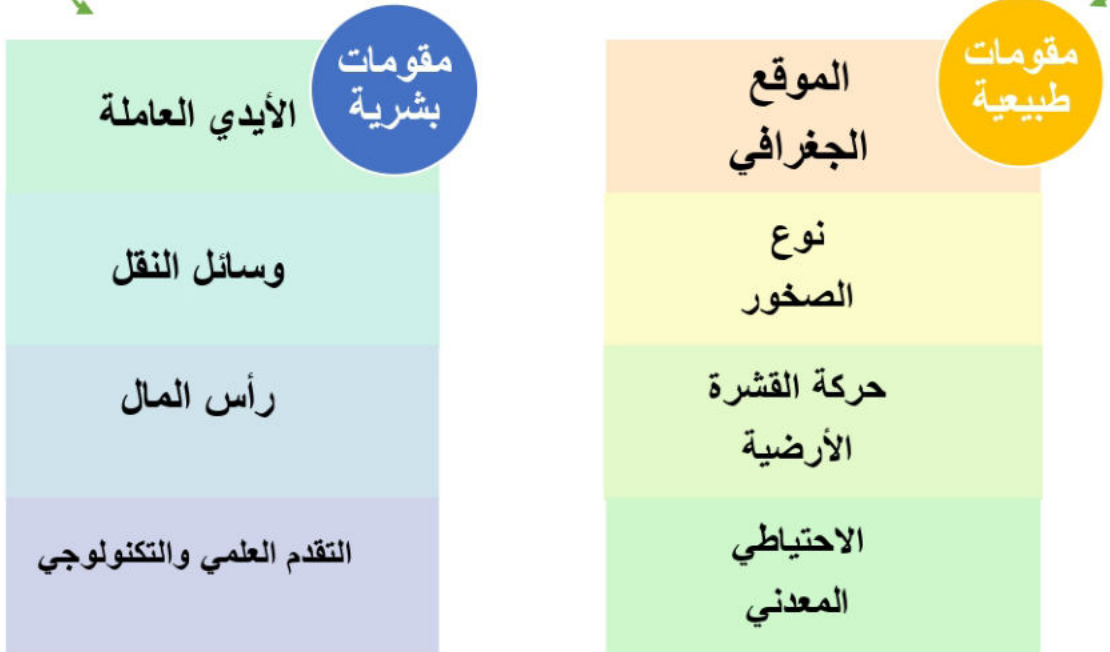 مقومات
طبيعية
الموقع
الجغرافي
نوع
الصخور
حركة القشرة
الأرضية
الاحتياطي
المعدني
مقومات
بشرية
الأيدي العاملة
وسائل النقل
رأس المال
التقدم العلمي والتكنولوجي